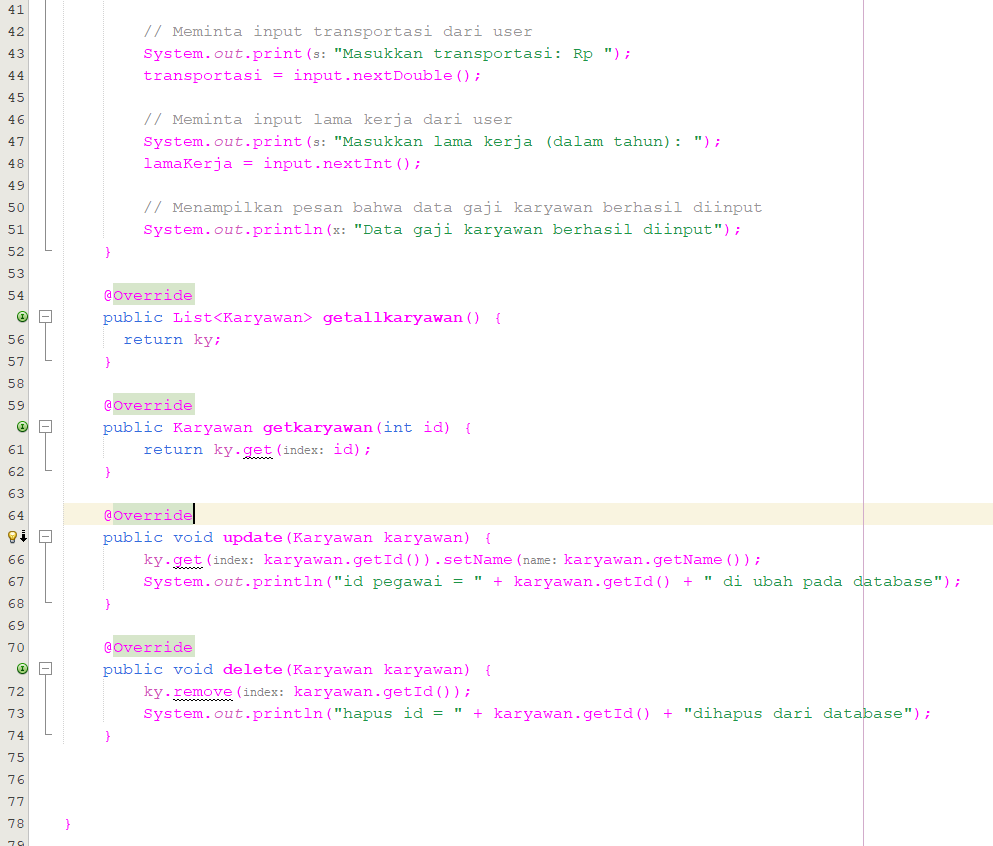 41
42 // Meminta input transportasi dari user
43 System.out.print(s: "Masukkan transportasi: Rp ");
44 transportasi = input.nextDouble();
45
46 // Meminta input lama kerja dari user
47 System.out.print(s: "Masukkan lama kerja (dalam tahun): ");
48 lamaKerja = input.nextInt();
49
50 // Menampilkan pesan bahwa data gaji karyawan berhasil diinput
51 System.out.println(x: "Data gaji karyawan berhasil diinput");
52 }
53
54 @Override
public List<Karyawan> getallkaryawan() {
56 return ky;
57 }
58
59 @Override
public Karyawan getkaryawan(int id) {
61 return ky.get(index: id);
62 }
63
64 @Override
public void update(Karyawan karyawan) {
66 ky.get(index: karyawan.getId()).setName(name: karyawan.getName());
67 System.out.println("id pegawai = " + karyawan.getId() + " di ubah pada database");
68 }
69
70 @Override
public void delete(Karyawan karyawan) {
72 ky.remove(index: karyawan.getId());
73 System.out.println("hapus id = " + karyawan.getId() + "dihapus dari database");
74 }
75
76
77
78 }
79